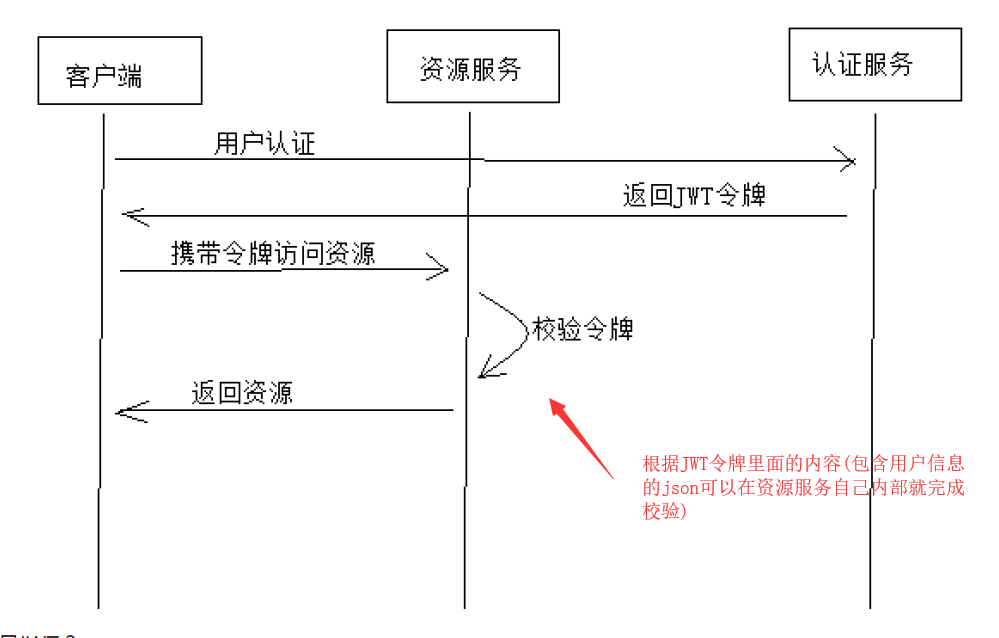 客户端
资源服务
认证服务
用户认证
返回JWT令牌
携带令牌访问资源
校验令牌
返回资源
根据JWT令牌里面的内容(包含用户信息
的json可以在资源服务自己内部就完成
校验)